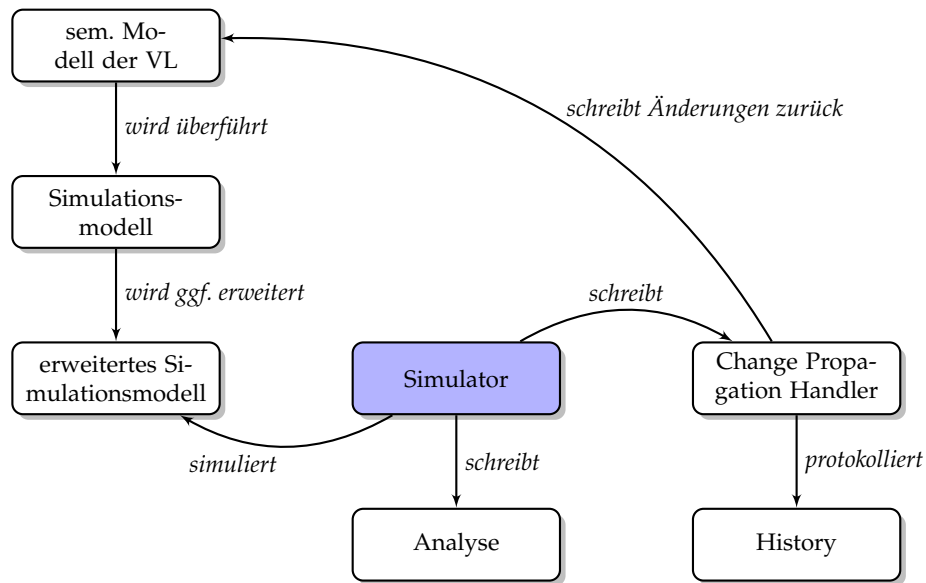 sem. Mo-
dell der VL
schreibt Änderungen zurück
wird überführt
Simulations-
modell
wird ggf. erweitert
schreibt
erweitertes Si-
mulationsmodell
Simulator
Change Propa-
gation Handler
simuliert
schreibt
protokolliert
Analyse
History